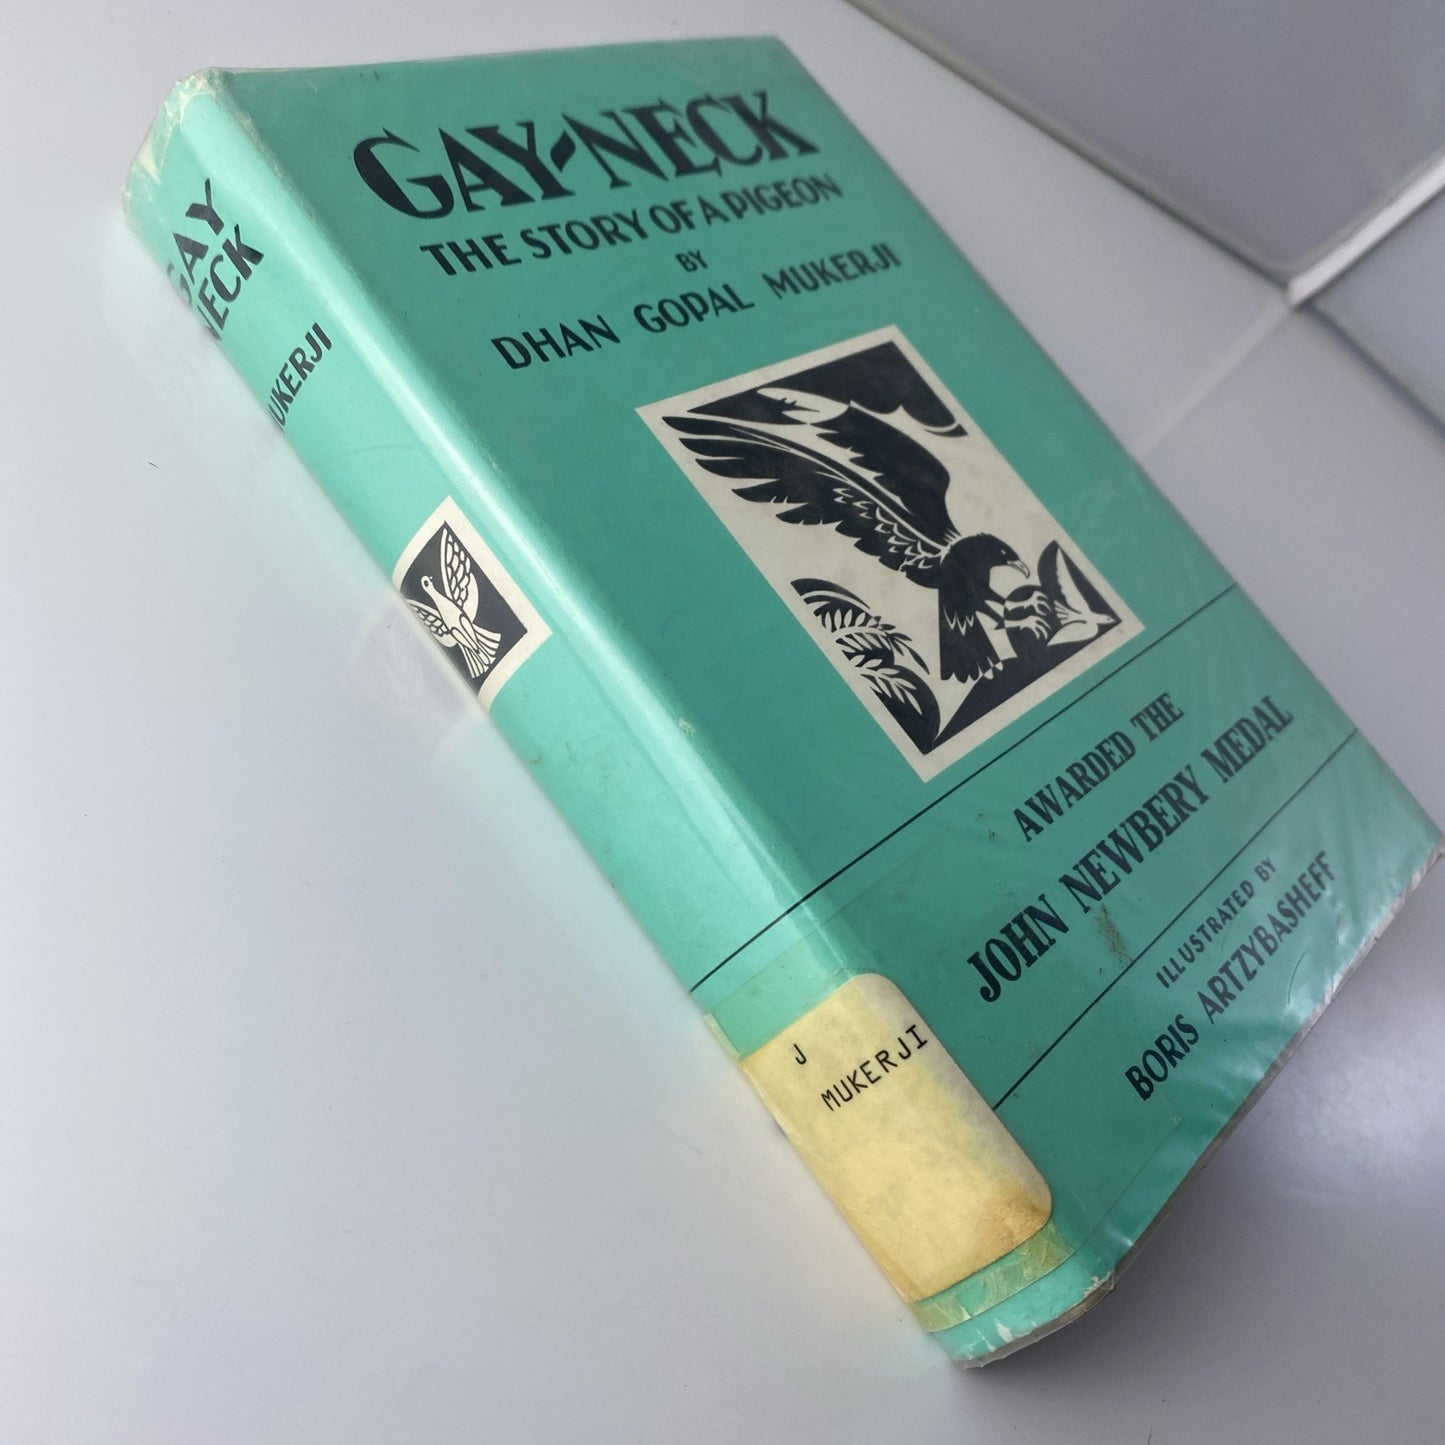 GAY-NECK
THE STORY OF A PIGEON
BY
DHAN GOPAL MUKERJI
AWARDED THE
JOHN NEWBERY MEDAL
ILLUSTRATED BY
BORIS ARTZYBASHEFF
GAY
NECK
MUKERJI
J
MUKERJI